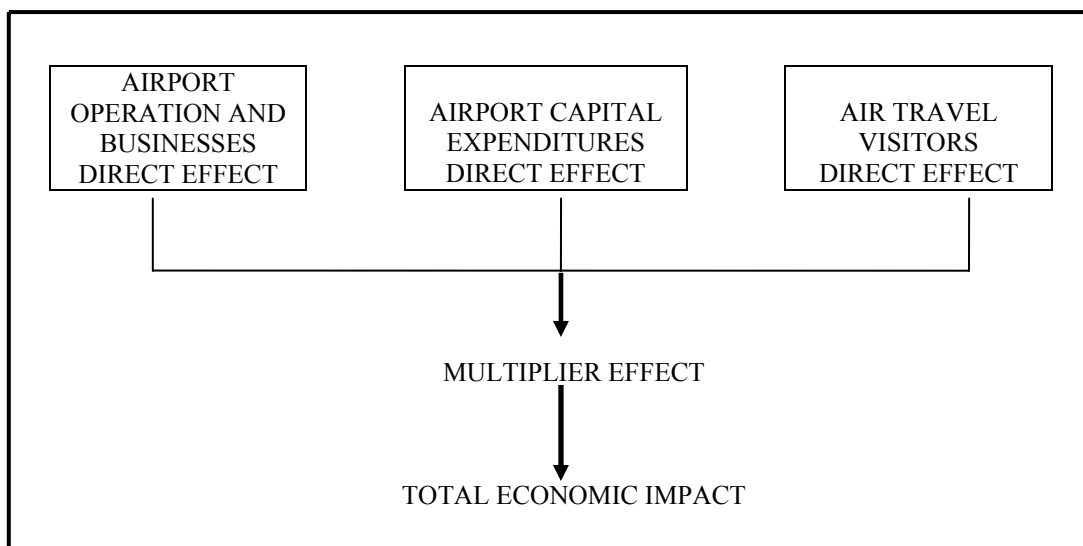 AIRPORT
OPERATION AND
BUSINESSES
DIRECT EFFECT
AIRPORT CAPITAL
EXPENDITURES
DIRECT EFFECT
AIR TRAVEL
VISITORS
DIRECT EFFECT
MULTIPLIER EFFECT
TOTAL ECONOMIC IMPACT